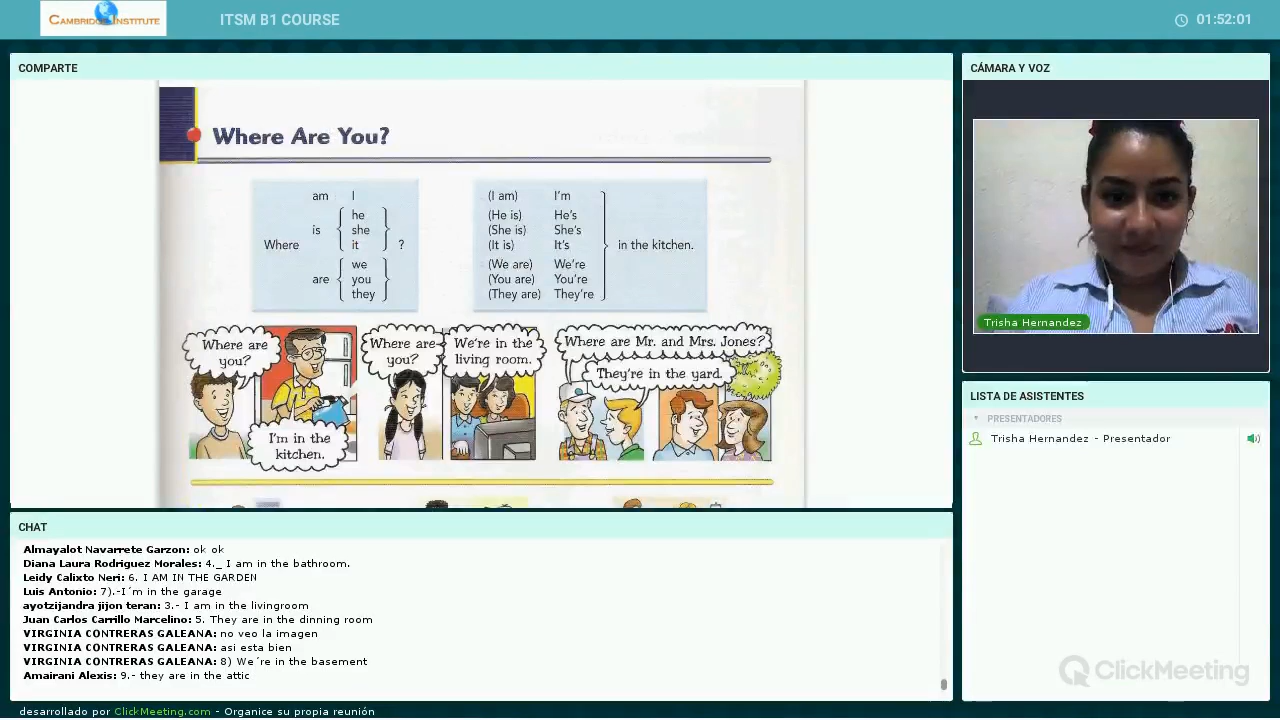 CAMBRIDGE INSTITUTE
ITSM B1 COURSE
01:52:01
COMPARTE
Where Are You?
am I
is he
she
it
Where ?
are we
you
they
(I am) I'm
(He is) He's
(She is) She's
(It is) It's
in the kitchen.
(We are) We're
(You are) You're
(They are) They're
Where are
you?
I'm in the
kitchen.
Where are
you?
We're in the
living room.
Where are Mr. and Mrs. Jones?
They're in the yard.
CÁMARA Y VOZ
Trisha Hernandez
LISTA DE ASISTENTES
PRESENTADORES
Trisha Hernandez - Presentador
CHAT
Almayalot Navarrete Garzon: ok ok
Diana Laura Rodriguez Morales: 4._ I am in the bathroom.
Leidy Calixto Neri: 6. I AM IN THE GARDEN
Luis Antonio: 7).-I´m in the garage
ayotzijandra jijon teran: 3.- I am in the livingroom
Juan Carlos Carrillo Marcelino: 5. They are in the dinning room
VIRGINIA CONTRERAS GALEANA: no veo la imagen
VIRGINIA CONTRERAS GALEANA: asi esta bien
VIRGINIA CONTRERAS GALEANA: 8) We´re in the basement
Amairani Alexis: 9.- they are in the attic
ClickMeeting
desarrollado por ClickMeeting.com - Organice su propia reunión